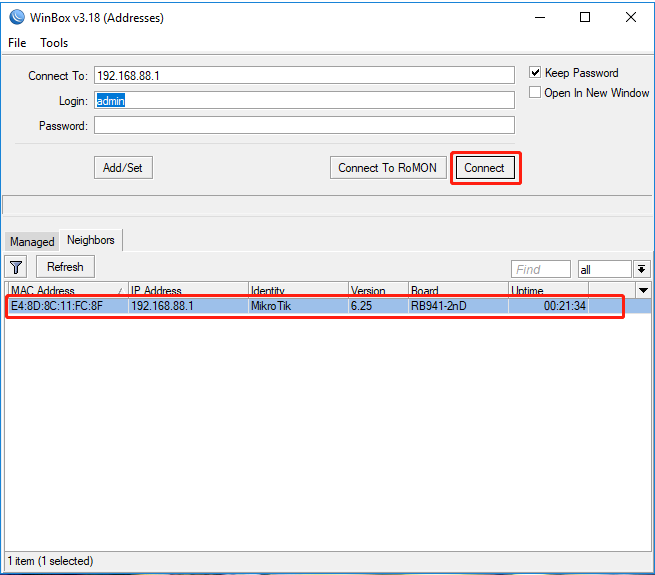 WinBox v3.18 (Addresses)
File Tools
Connect To: 192.168.88.1
Keep Password
Login: admin
Open In New Window
Password:
Add/Set Connect To RoMON Connect
Managed Neighbors
Refresh Find all
MAC Address / IP Address Identity Version Board Uptime
E4:8D:8C:11:FC:8F 192.168.88.1 MikroTik 6.25 RB941-2nD 00:21:34
1 item (1 selected)